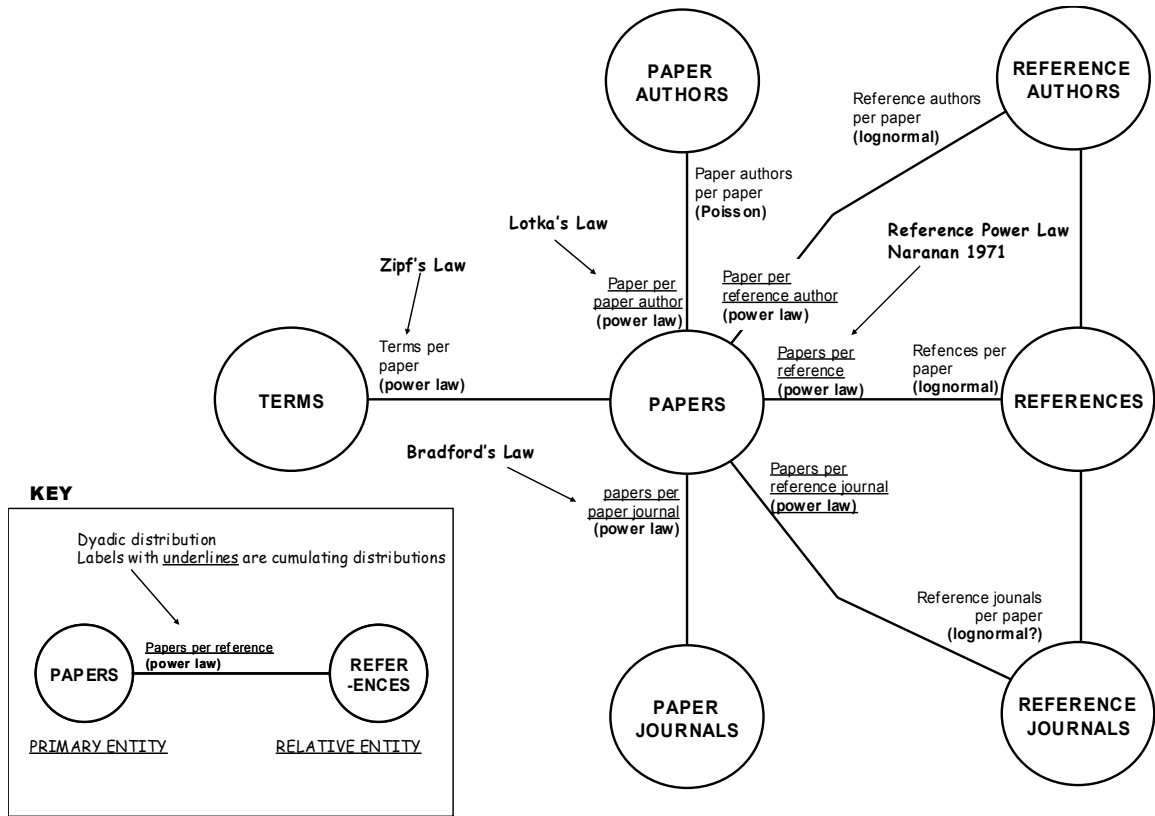 PAPER
AUTHORS
REFERENCE
AUTHORS
Reference authors
per paper
(lognormal)
Paper authors
per paper
(Poisson)
Lotka's Law
Reference Power Law
Naranan 1971
Zipf's Law
Paper per
paper author
(power law)
Paper per
reference author
(power law)
Terms per
paper
(power law)
Papers per
reference
(power law)
Refences per
paper
(lognormal)
TERMS
PAPERS
REFERENCES
Bradford's Law
papers per
paper journal
(power law)
Papers per
reference journal
(power law)
Reference jounals
per paper
(lognormal?)
PAPER
JOURNALS
REFERENCE
JOURNALS
KEY
Dyadic distribution
Labels with underlines are cumulating distributions
PAPERS
Papers per reference
(power law)
REFER
-ENCES
PRIMARY ENTITY
RELATIVE ENTITY